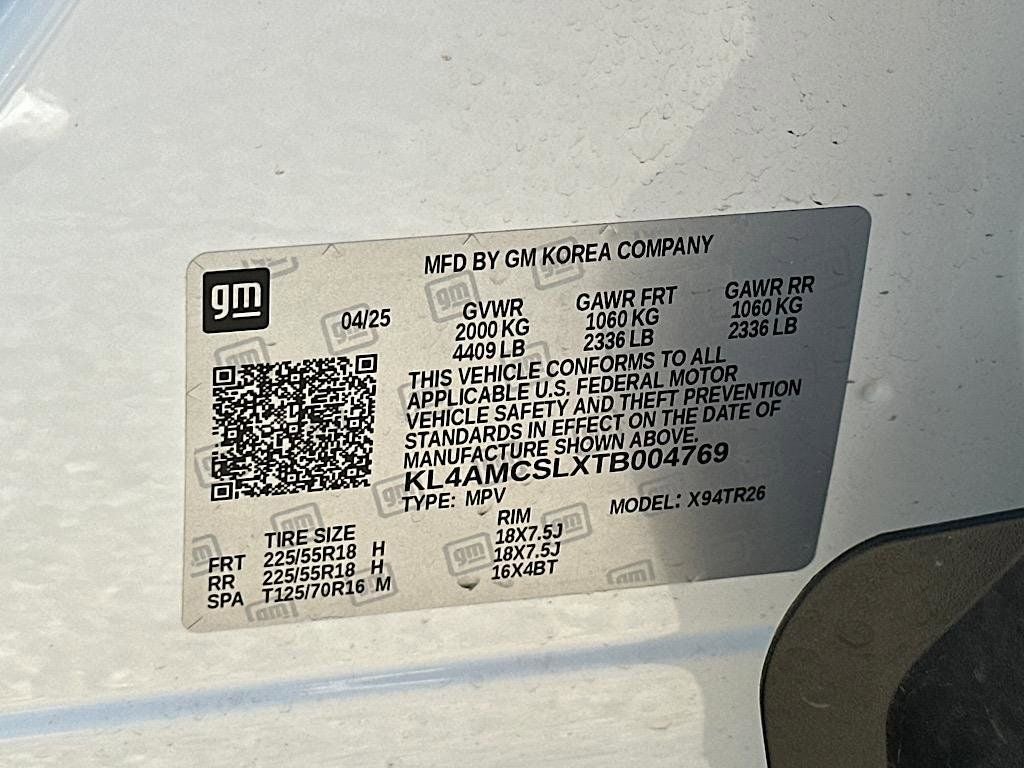 MFD BY GM KOREA COMPANY
gm
04/25
GVWR GAWR FRT GAWR RR
2000 KG 1060 KG 1060 KG
4409 LB 2336 LB 2336 LB
THIS VEHICLE CONFORMS TO ALL
APPLICABLE U.S. FEDERAL MOTOR
VEHICLE SAFETY AND THEFT PREVENTION
STANDARDS IN EFFECT ON THE DATE OF
MANUFACTURE SHOWN ABOVE.
KL4AMCSLXTB004769
TYPE: MPV MODEL: X94TR26
TIRE SIZE RIM
FRT 225/55R18 H 18X7.5J
RR 225/55R18 H 18X7.5J
SPA T125/70R16 M 16X4BT